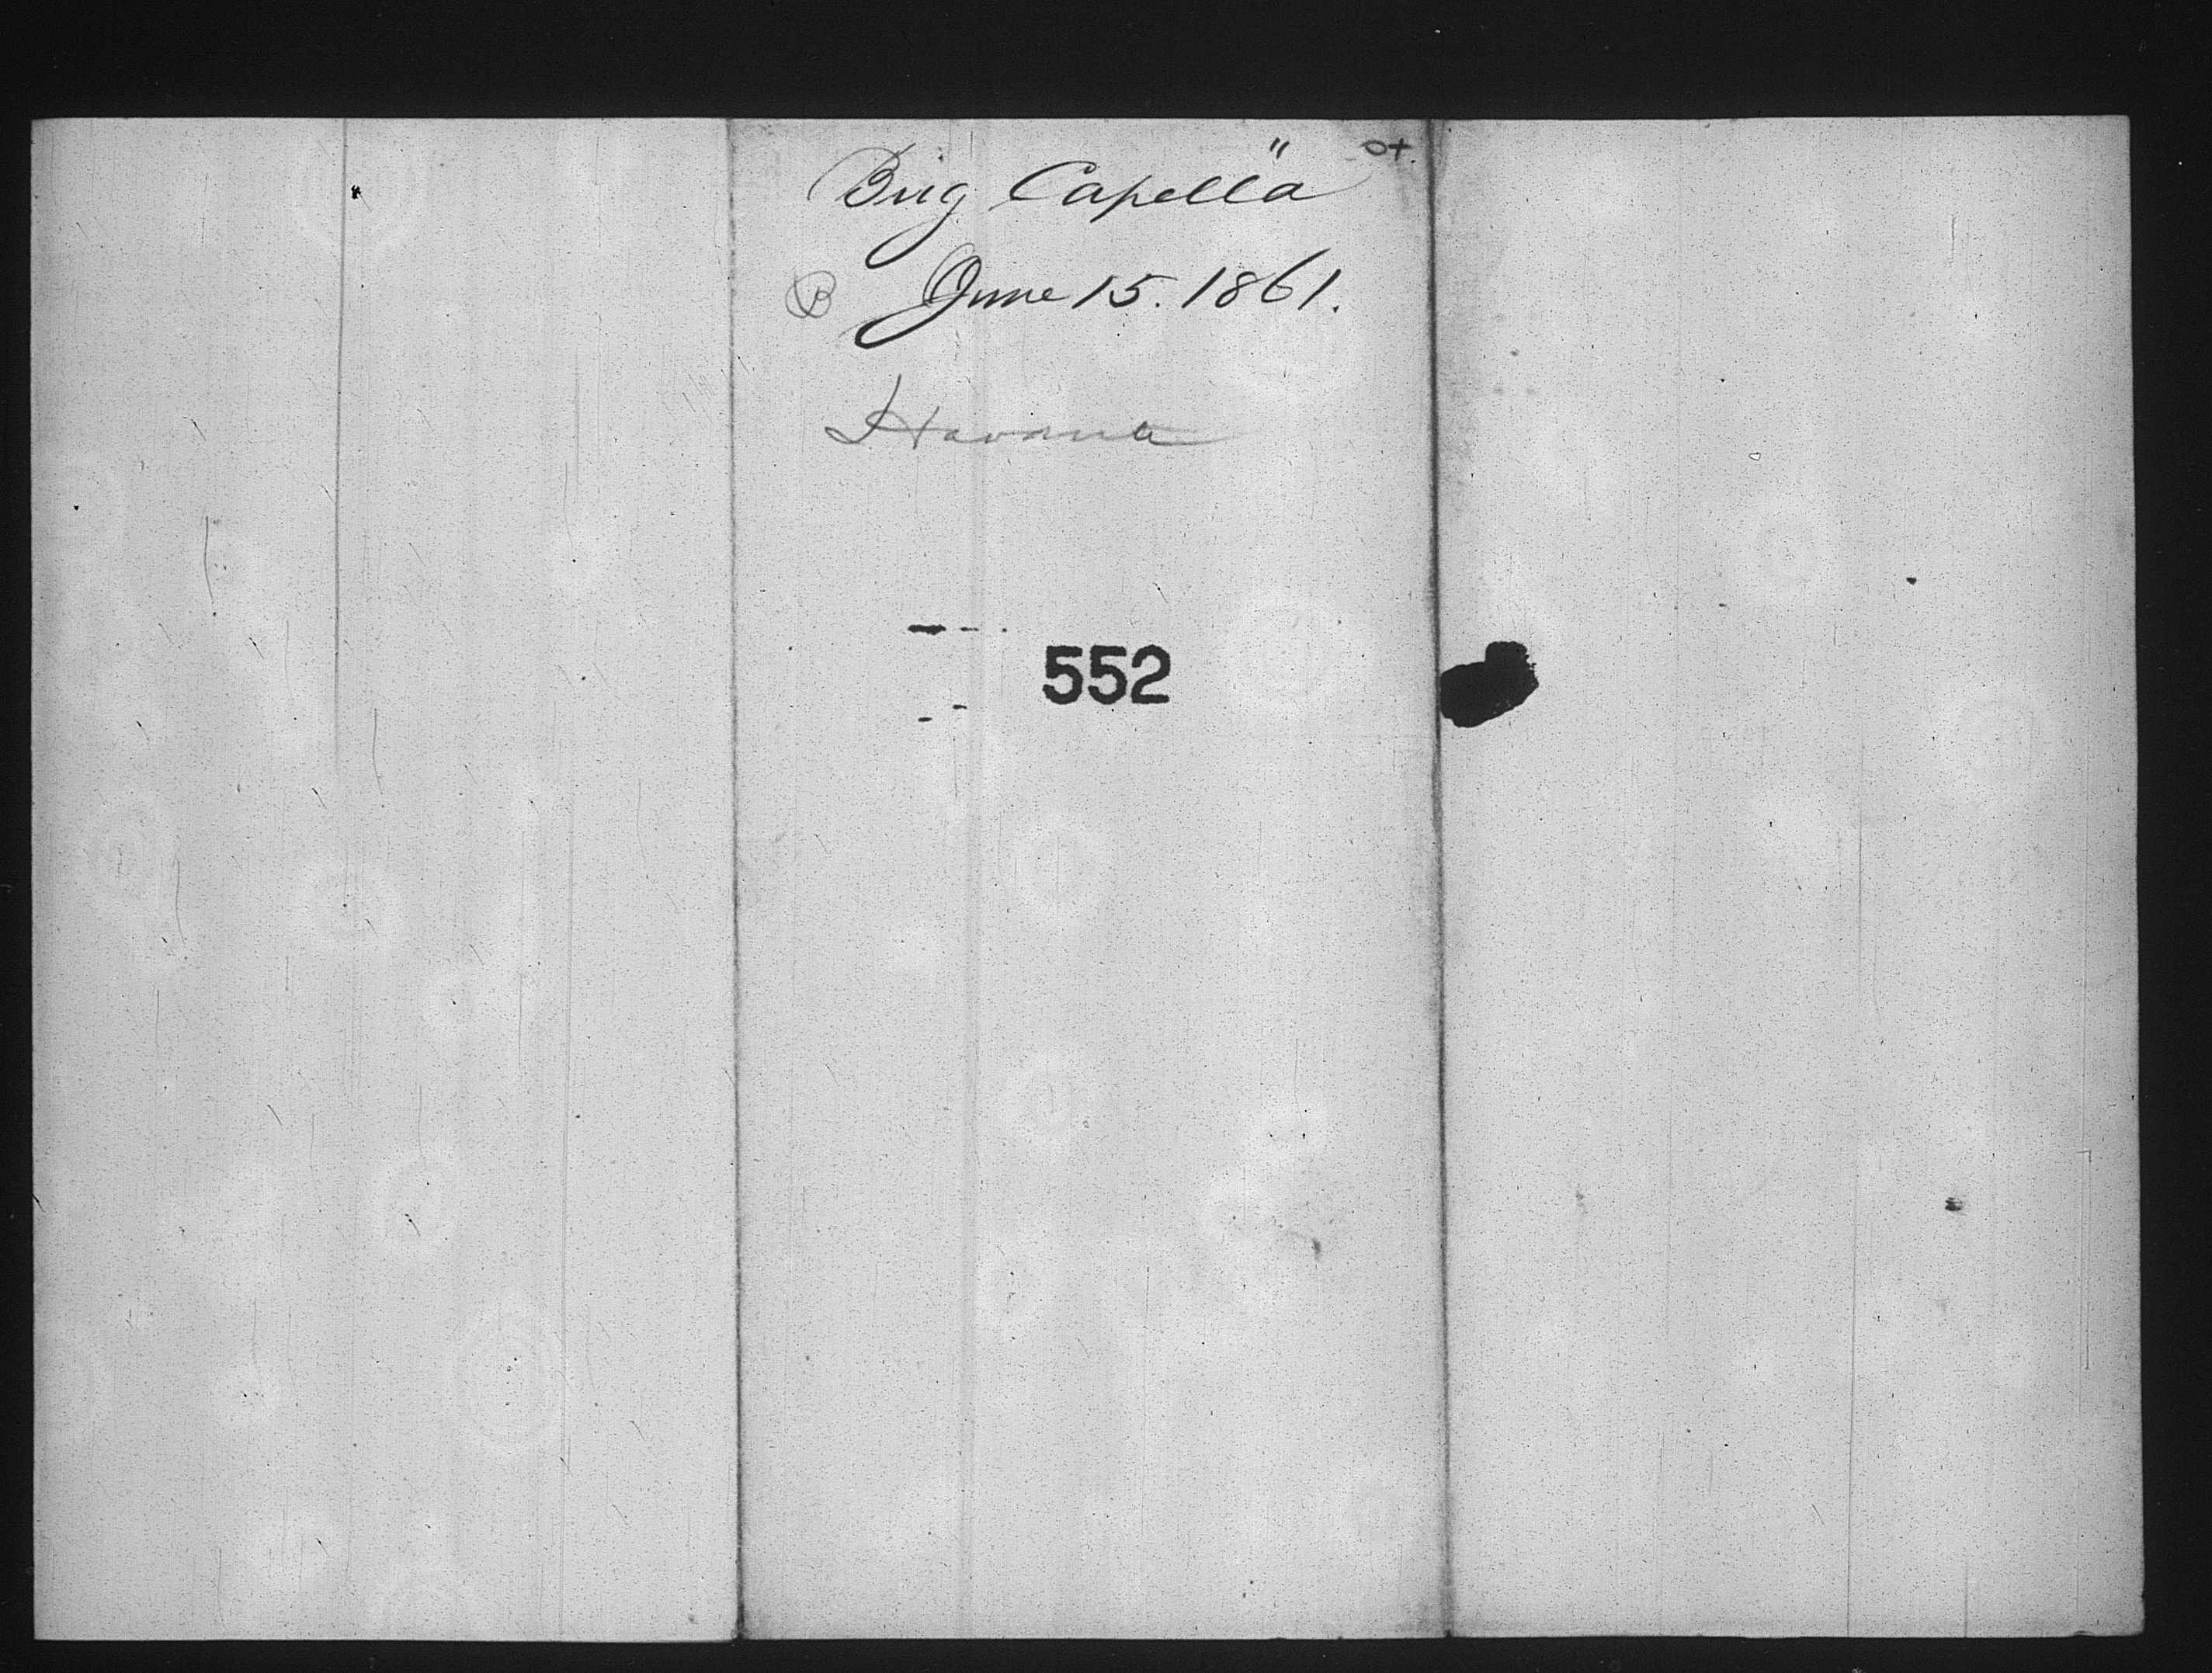 Brig Capella"
B June 15. 1861.
Havana
552